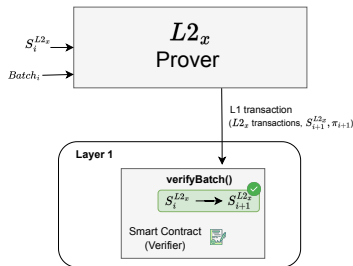 $L2_x$
Prover
$S_i^{L2_x}$
$Batch_i$
L1 transaction
($L2_x$ transactions, $S_{i+1}^{L2_x}, \pi_{i+1}$)
Layer 1
verifyBatch()
$S_i^{L2_x} \longrightarrow S_{i+1}^{L2_x}$
Smart Contract
(Verifier)